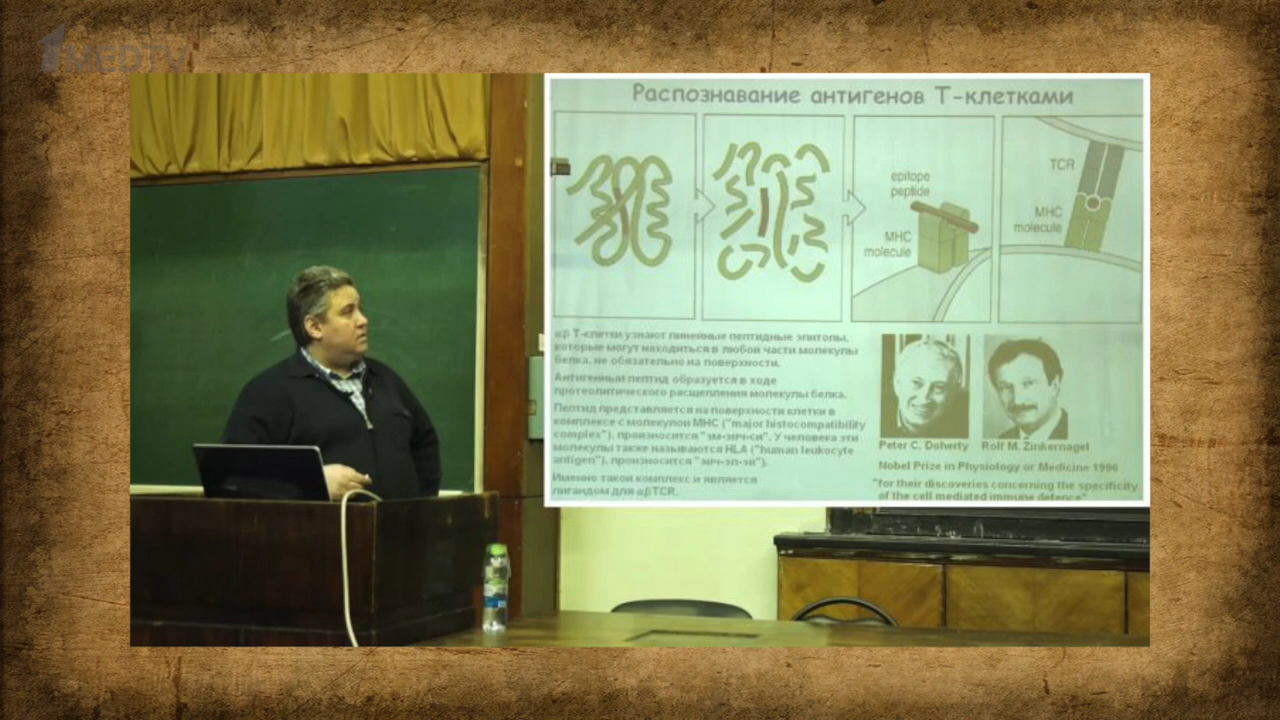 1MEDTV
Распознавание антигенов Т-клетками
epitope
peptide
MHC
molecule
TCR
MHC
molecule
αβ Т-клетки узнают линейные пептидные эпитопы,
которые могут находиться в любой части молекулы
белка, не обязательно на поверхности.
Антигенный пептид образуется в ходе
протеолитического расщепления молекулы белка.
Пептид представляется на поверхности клетки в
комплексе с молекулой МНС ("major histocompatibility
complex"), произносится "эм-эйч-си". У человека эти
молекулы также называются HLA ("human leukocyte
antigen"), произносится "эйч-эл-эй").
Именно такой комплекс и является
лигандом для αβTCR.
Peter C. Doherty
Rolf M. Zinkernagel
Nobel Prize in Physiology or Medicine 1996
"for their discoveries concerning the specificity
of the cell mediated immune defence"